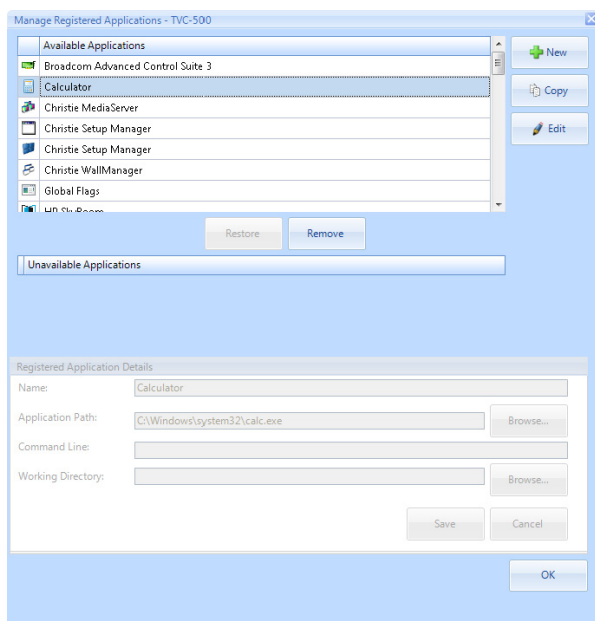 Manage Registered Applications - TVC-500
Available Applications
Broadcom Advanced Control Suite 3
Calculator
Christie MediaServer
Christie Setup Manager
Christie Setup Manager
Christie WallManager
Global Flags
HP SkyRoom
New
Copy
Edit
Restore
Remove
Unavailable Applications
Registered Application Details
Name:
Calculator
Application Path:
C:\Windows\system32\calc.exe
Browse...
Command Line:
Working Directory:
Browse...
Save
Cancel
OK